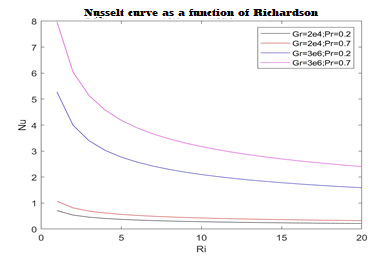 Nusselt curve as a function of Richardson
8
7
6
5
4
3
2
1
0
Nu
Gr=2e4;Pr=0.2
Gr=2e4;Pr=0.7
Gr=3e6;Pr=0.2
Gr=3e6;Pr=0.7
0 5 10 15 20
Ri